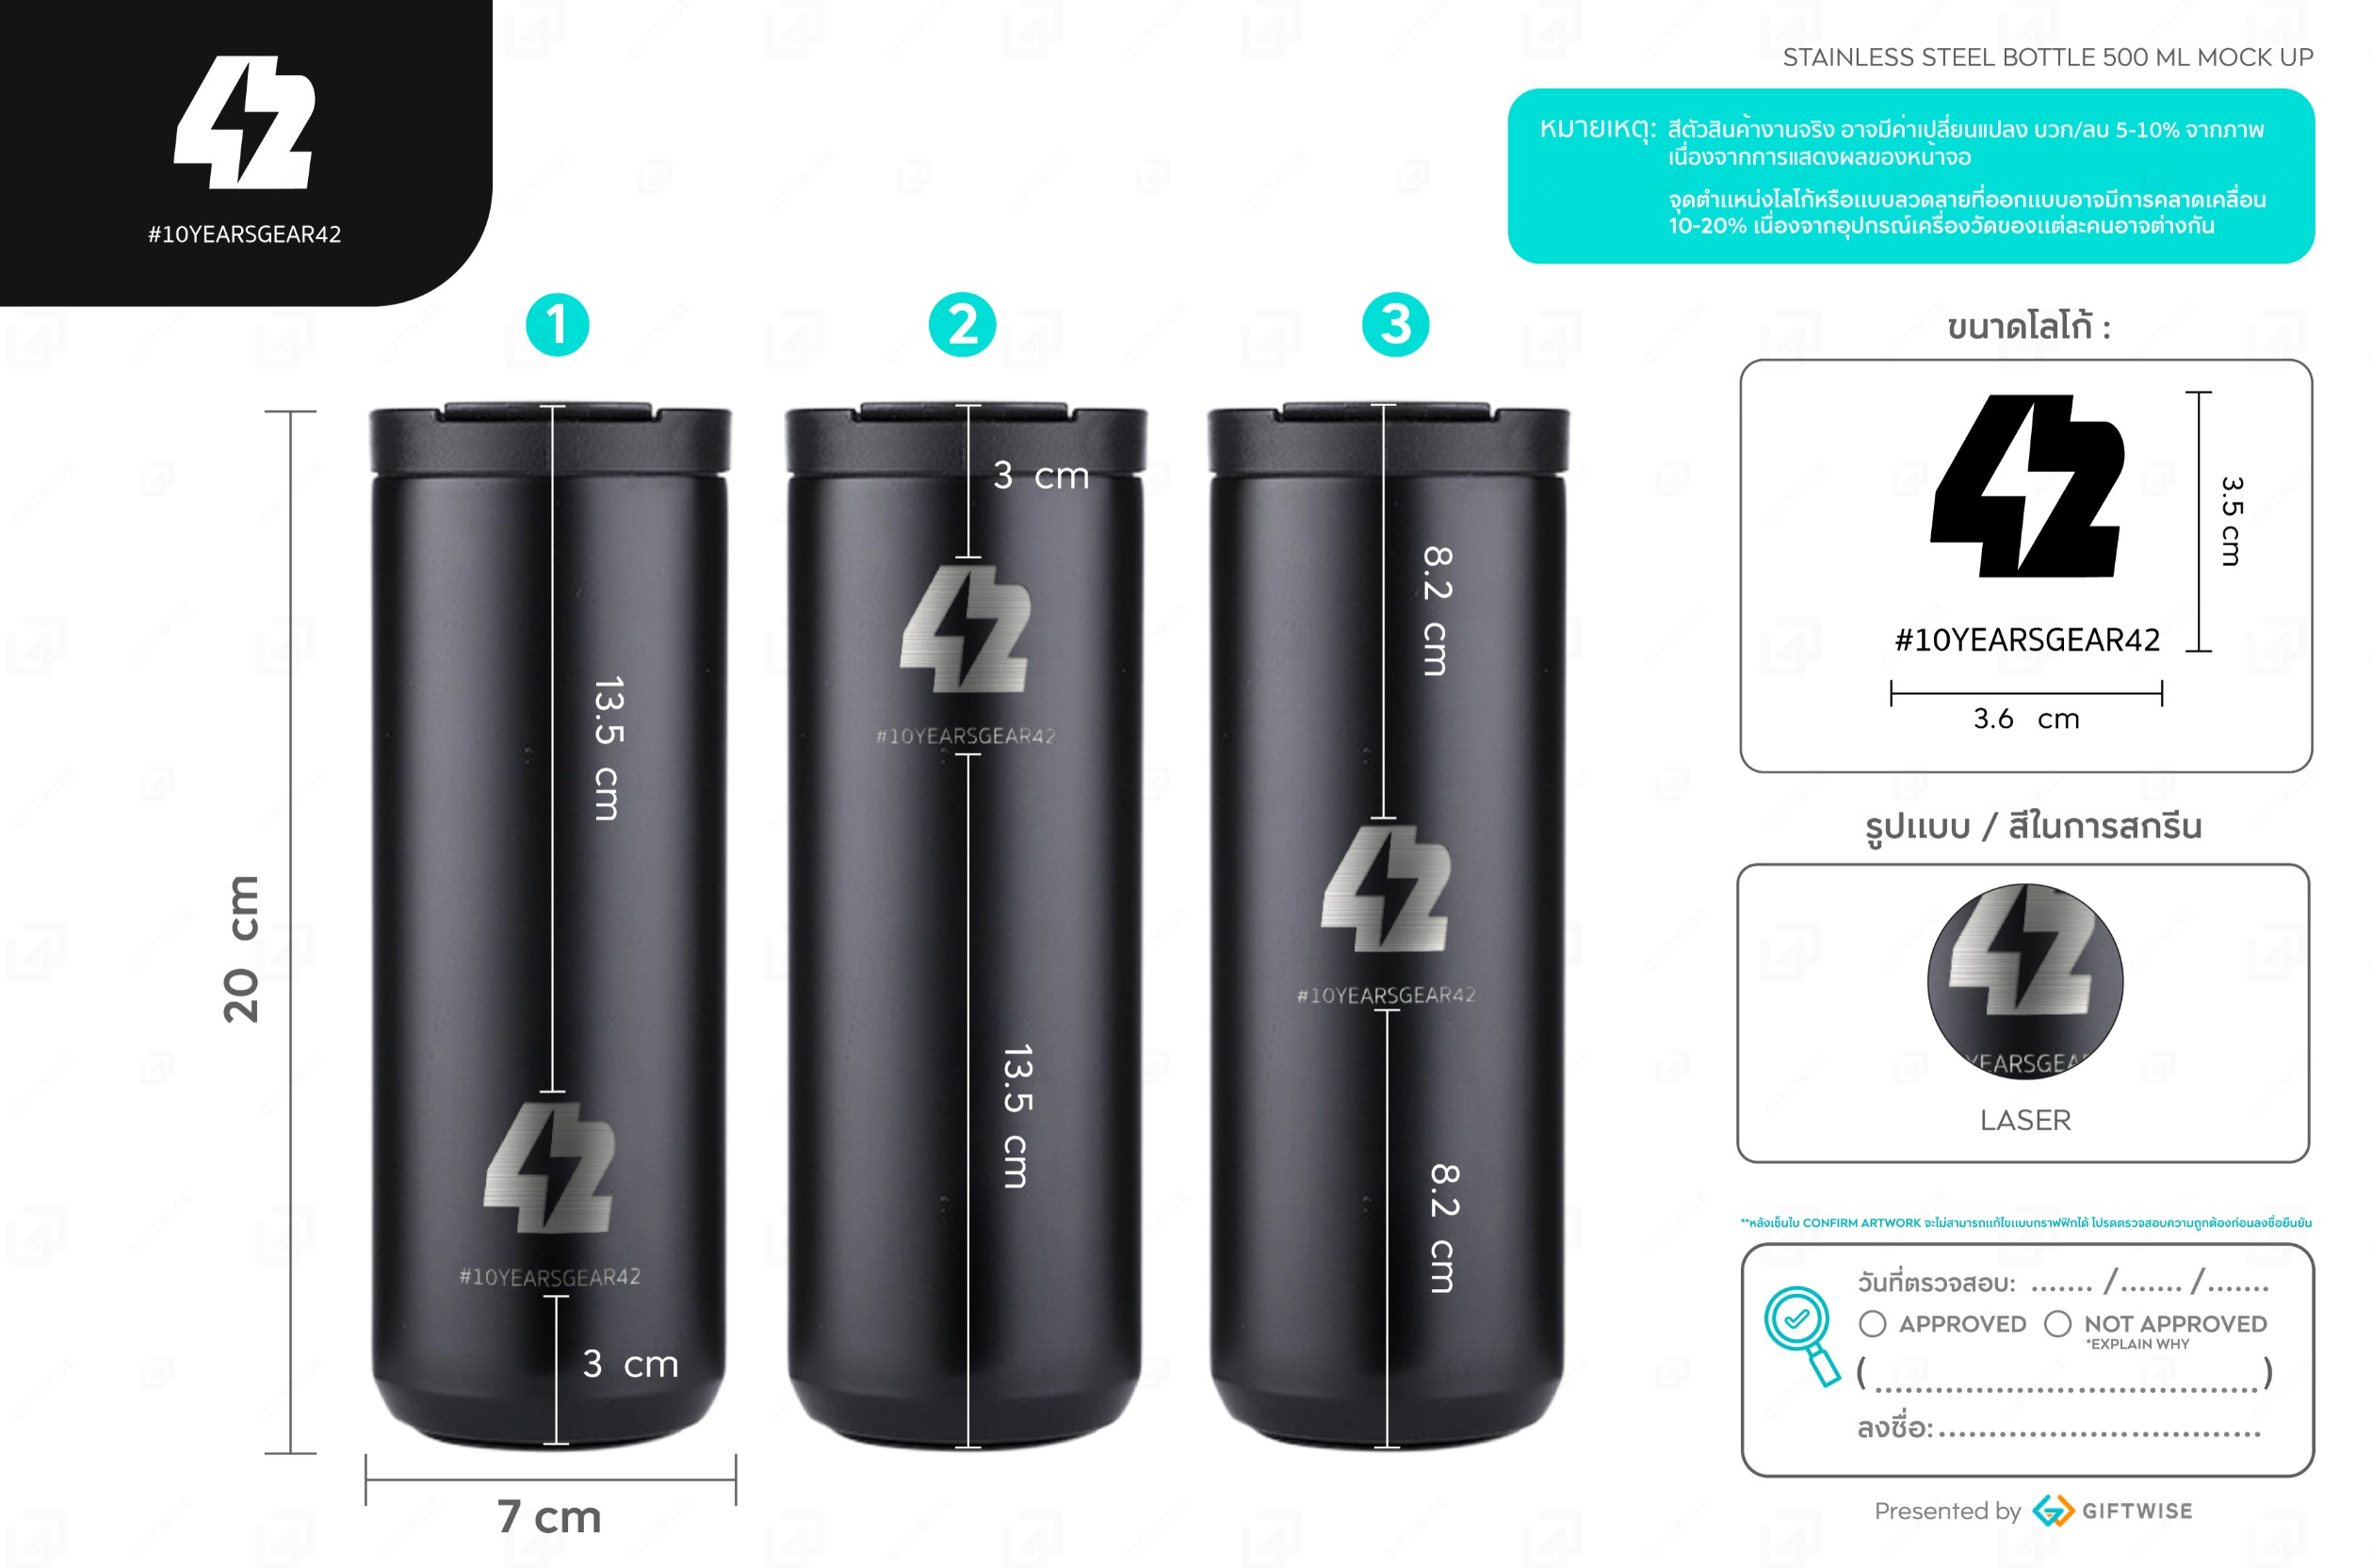 42
#10YEARSGEAR42
STAINLESS STEEL BOTTLE 500 ML MOCK UP
หมายเหตุ: สีตัวสินค้างานจริง อาจมีค่าเปลี่ยนแปลง บวก/ลบ 5-10% จากภาพ
เนื่องจากการแสดงผลของหน้าจอ
จุดตำแหน่งโลโก้หรือแบบลวดลายที่ออกแบบอาจมีการคลาดเคลื่อน
10-20% เนื่องจากอุปกรณ์เครื่องวัดของแต่ละคนอาจต่างกัน
1
13.5 cm
42
#10YEARSGEAR42
3 cm
20 cm
7 cm
2
3 cm
42
#10YEARSGEAR42
13.5 cm
3
8.2 cm
42
#10YEARSGEAR42
8.2 cm
ขนาดโลโก้ :
42
#10YEARSGEAR42
3.5 cm
3.6 cm
รูปแบบ / สีในการสกรีน
42
YEARSGEA
LASER
**หลังเซ็นใบ CONFIRM ARTWORK จะไม่สามารถแก้ไขแบบกราฟฟิกได้ โปรดตรวจสอบความถูกต้องก่อนลงชื่อยืนยัน
วันที่ตรวจสอบ: ....... /....... /.......
APPROVED NOT APPROVED
*EXPLAIN WHY
(......................................)
ลงชื่อ:................................
Presented by GIFTWISE
GIFTWISE